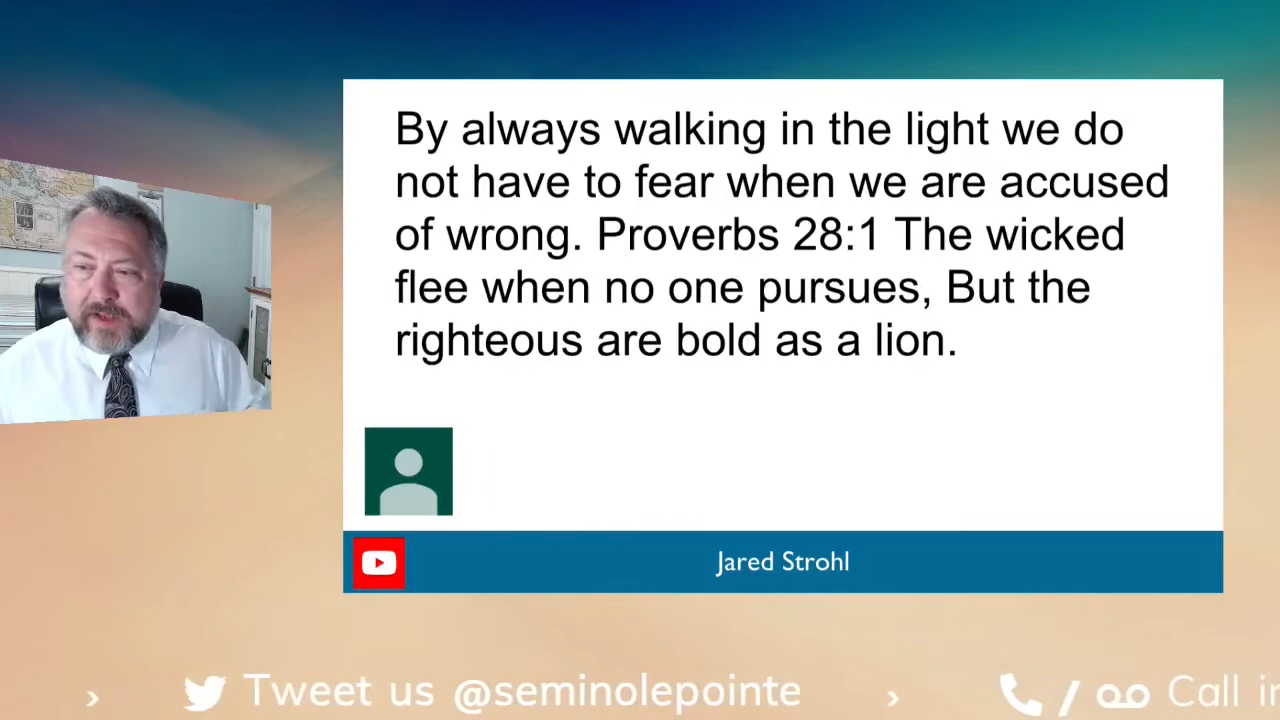 By always walking in the light we do
not have to fear when we are accused
of wrong. Proverbs 28:1 The wicked
flee when no one pursues, But the
righteous are bold as a lion.
Jared Strohl
› Tweet us @seminolepointe › / Call in